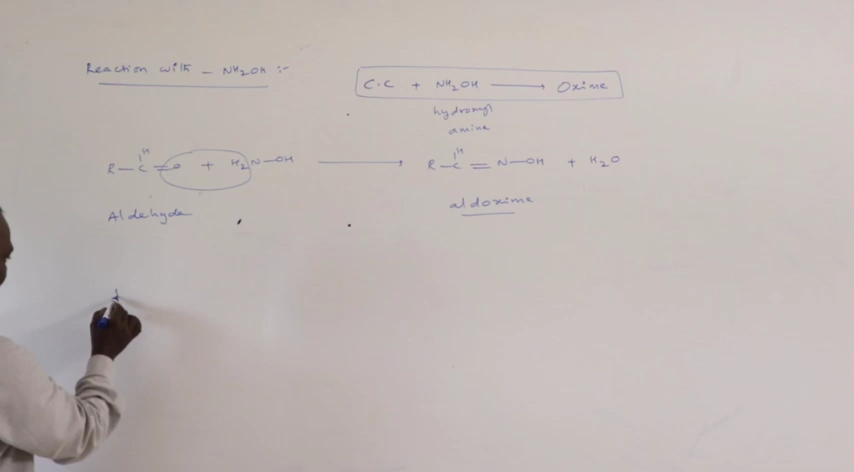 Reaction with - NH2OH :-
C.C + NH2OH ⟶ Oxime
hydroxyl
amine
H H
R-C=O + H2N-OH ⟶ R-C=N-OH + H2O
Aldehyde aldoxime